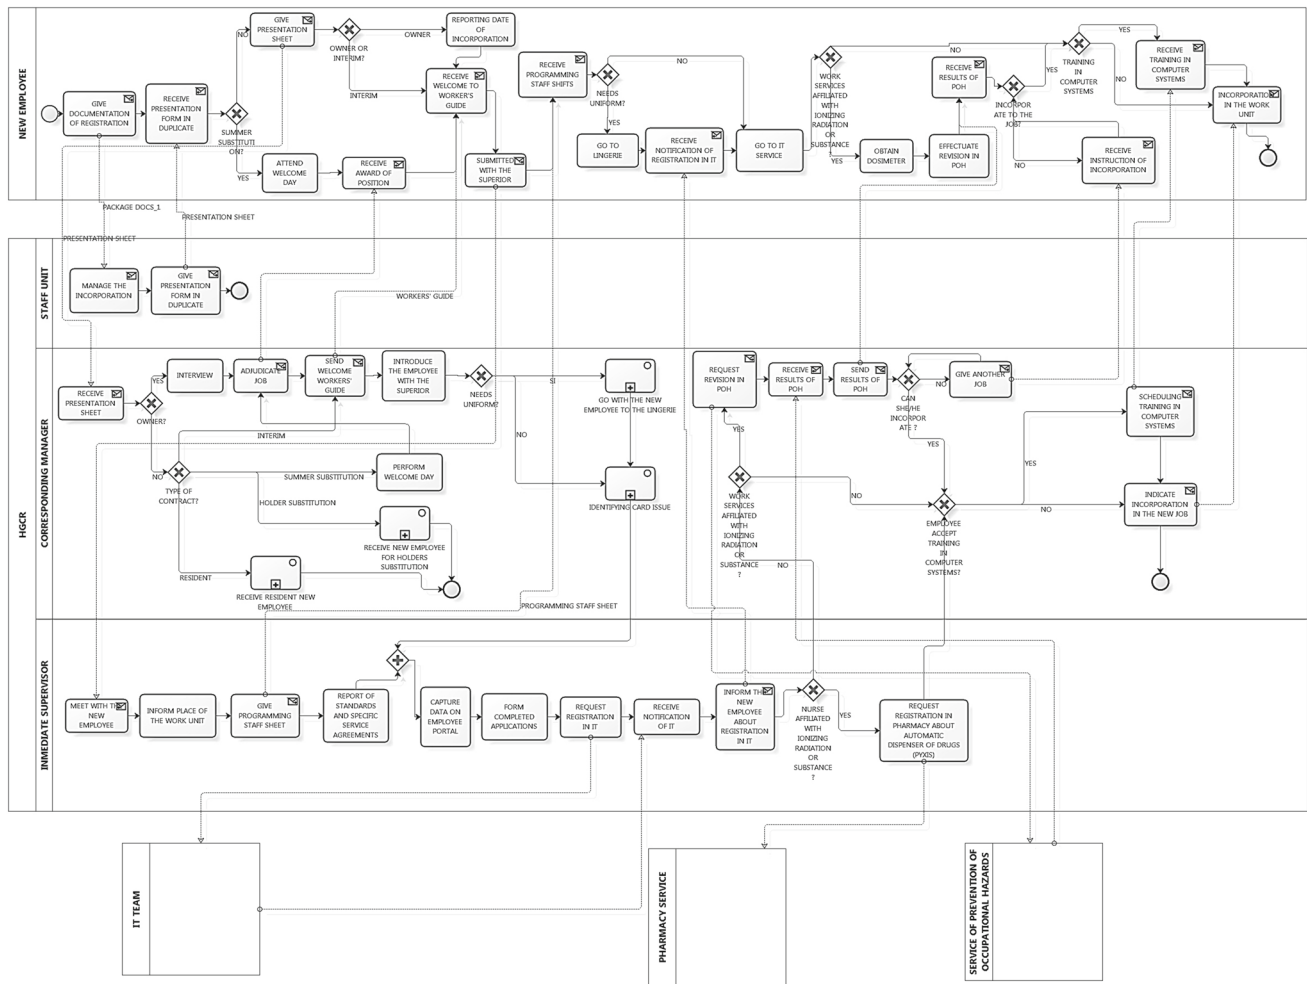 NEW EMPLOYEE
GIVE
DOCUMENTATION
OF REGISTRATION
RECEIVE
PRESENTATION
FORM IN
DUPLICATE
SUMMER
SUBSTITUTI
ON?
NO
YES
GIVE
PRESENTATION
SHEET
OWNER OR
INTERIM?
OWNER
INTERIM
REPORTING DATE
OF
INCORPORATION
RECEIVE
WELCOME TO
WORKER'S
GUIDE
ATTEND
WELCOME
DAY
RECEIVE
AWARD OF
POSITION
SUBMITTED
WITH THE
SUPERIOR
RECEIVE
PROGRAMMING
STAFF SHIFTS
NEEDS
UNIFORM?
NO
YES
GO TO
LINGERIE
RECEIVE
NOTIFICATION OF
REGISTRATION IN IT
GO TO IT
SERVICE
WORK
SERVICES
AFFILIATED
WITH
IONIZING
RADIATION
OR
SUBSTANCE
YES
NO
OBTAIN
DOSIMETER
EFFECTUATE
REVISION IN
POH
RECEIVE
RESULTS OF
POH
INCORPOR
ATE TO THE
JOB?
YES
NO
TRAINING
IN
COMPUTER
SYSTEMS
YES
NO
RECEIVE
TRAINING IN
COMPUTER
SYSTEMS
RECEIVE
INSTRUCTION OF
INCORPORATION
INCORPORATION
IN THE WORK
UNIT
PACKAGE DOCS_1
PRESENTATION SHEET
PRESENTATION SHEET
HGCR
STAFF UNIT
MANAGE THE
INCORPORATION
GIVE
PRESENTATION
FORM IN
DUPLICATE
WORKERS' GUIDE
CORRESPONDING MANAGER
RECEIVE
PRESENTATION
SHEET
OWNER?
YES
NO
INTERVIEW
ADJUDICATE
JOB
SEND
WELCOME
WORKERS'
GUIDE
INTRODUCE
THE EMPLOYEE
WITH THE
SUPERIOR
NEEDS
UNIFORM?
SI
NO
GO WITH THE NEW
EMPLOYEE TO THE LINGERIE
IDENTIFYING CARD ISSUE
INTERIM
TYPE OF
CONTRACT?
SUMMER SUBSTITUTION
PERFORM
WELCOME DAY
HOLDER SUBSTITUTION
RECEIVE NEW EMPLOYEE
FOR HOLDERS
SUBSTITUTION
RESIDENT
RECEIVE RESIDENT NEW
EMPLOYEE
PROGRAMMING STAFF SHEET
REQUEST
REVISION IN
POH
RECEIVE
RESULTS OF
POH
SEND
RESULTS OF
POH
CAN
SHE/HE
INCORPOR
ATE ?
NO
YES
GIVE ANOTHER
JOB
YES
WORK
SERVICES
AFFILIATED
WITH
IONIZING
RADIATION
OR
SUBSTANCE
?
NO
NO
EMPLOYEE
ACCEPT
TRAINING
IN
COMPUTER
SYSTEMS?
YES
NO
SCHEDULING
TRAINING IN
COMPUTER
SYSTEMS
INDICATE
INCORPORATION
IN THE NEW JOB
INMEDIATE SUPERVISOR
MEET WITH THE
NEW
EMPLOYEE
INFORM PLACE OF
THE WORK UNIT
GIVE
PROGRAMMING
STAFF SHEET
REPORT OF
STANDARDS
AND SPECIFIC
SERVICE
AGREEMENTS
CAPTURE
DATA ON
EMPLOYEE
PORTAL
FORM
COMPLETED
APPLICATIONS
REQUEST
REGISTRATION
IN IT
RECEIVE
NOTIFICATION
OF IT
INFORM THE
NEW
EMPLOYEE
ABOUT
REGISTRATION
IN IT
NURSE
AFFILIATED
WITH
IONIZING
RADIATION
OR
SUBSTANCE
?
YES
REQUEST
REGISTRATION IN
PHARMACY ABOUT
AUTOMATIC
DISPENSER OF DRUGS
(PYXIS)
IT TEAM
PHARMACY SERVICE
SERVICE OF PREVENTION OF
OCCUPATIONAL HAZARDS